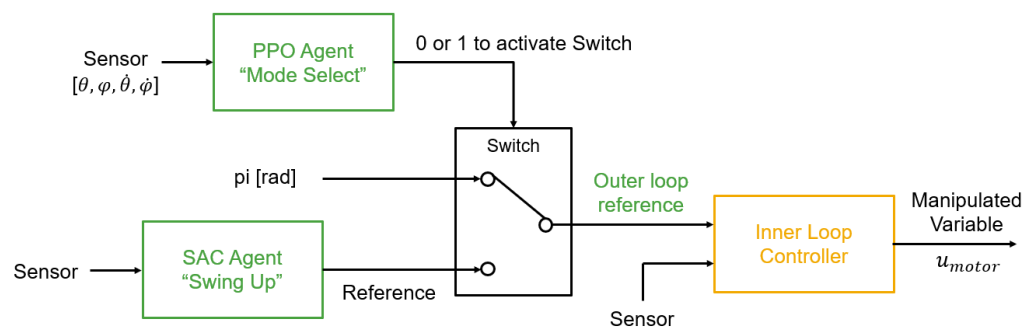 PPO Agent
“Mode Select”
0 or 1 to activate Switch
Sensor
[θ, φ, θ̇, φ̇]
Switch
pi [rad]
Outer loop
reference
Manipulated
Variable
Inner Loop
Controller
u_motor
SAC Agent
“Swing Up”
Sensor
Reference
Sensor